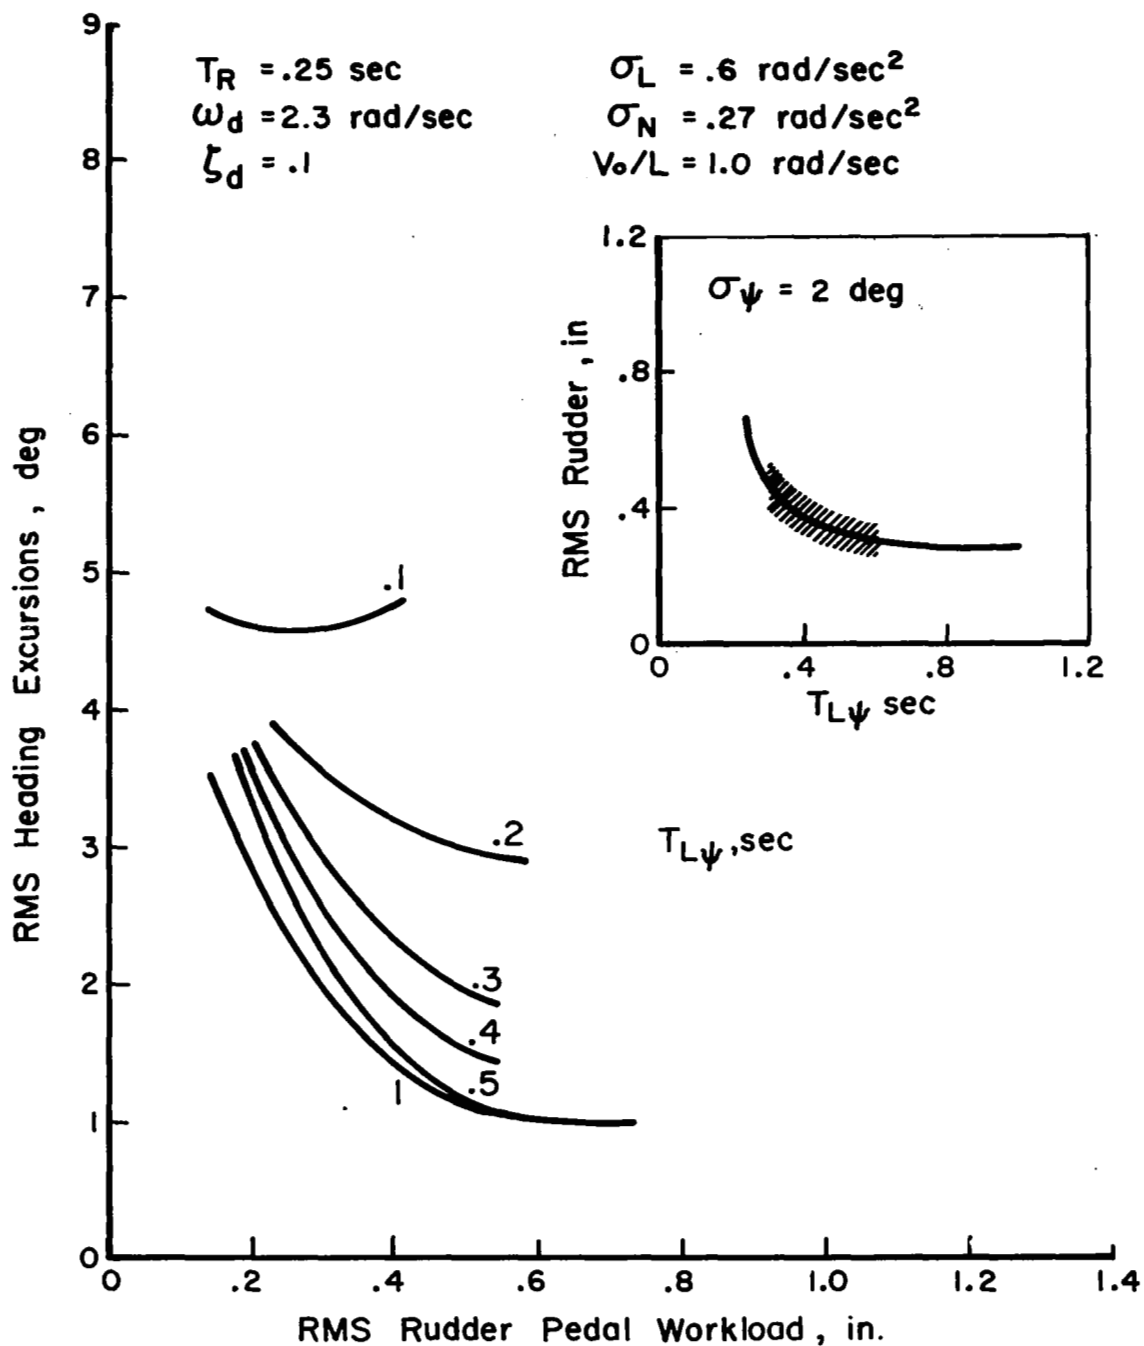 T_R = .25 sec
ω_d = 2.3 rad/sec
ζ_d = .1
σ_L = .6 rad/sec²
σ_N = .27 rad/sec²
V₀/L = 1.0 rad/sec
9
8
7
6
5
4
3
2
1
0
RMS Heading Excursions, deg
1.2
.8
.4
0
RMS Rudder, in
σ_ψ = 2 deg
0 .4 .8 1.2
T_Lψ sec
.1
.2
T_Lψ, sec
.3
.4
.5
1
0 .2 .4 .6 .8 1.0 1.2 1.4
RMS Rudder Pedal Workload, in.